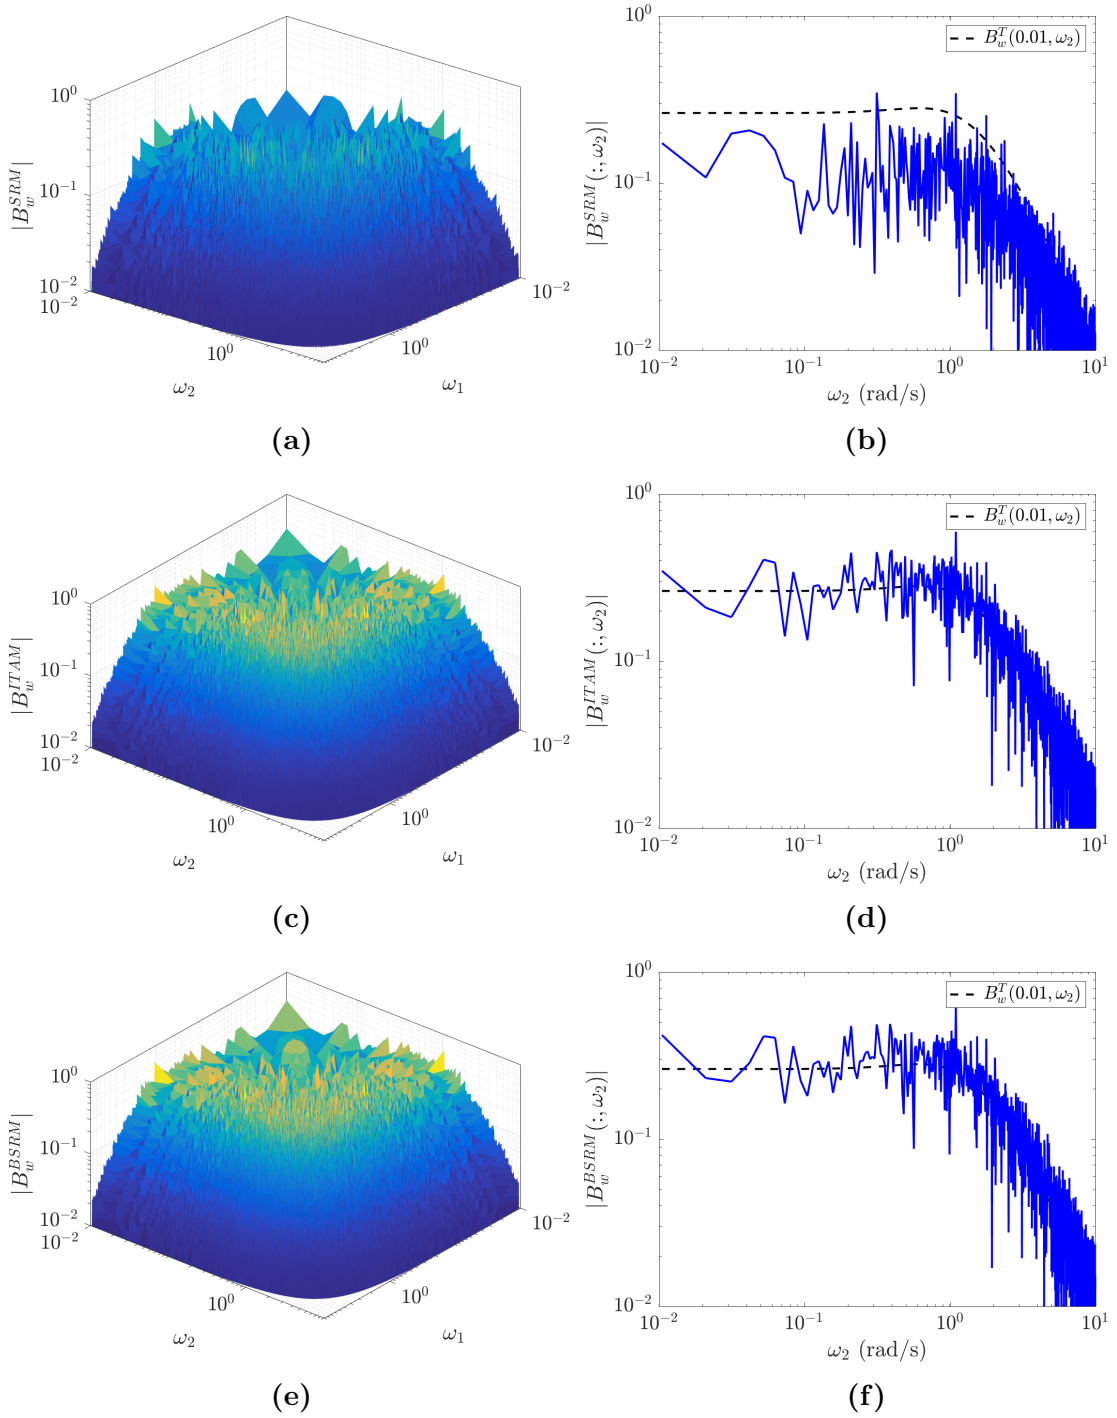 10^0
10^{-1}
10^{-2}
10^{-2}
10^0
10^0
10^{-2}
|B_w^{SRM}|
ω_2
ω_1
(a)
10^0
10^{-1}
10^{-2}
10^{-2}
10^{-1}
10^0
10^1
|B_w^{SRM}(:, ω_2)|
ω_2 (rad/s)
B_w^T(0.01, ω_2)
(b)
10^0
10^{-1}
10^{-2}
10^{-2}
10^0
10^0
10^{-2}
|B_w^{ITAM}|
ω_2
ω_1
(c)
10^0
10^{-1}
10^{-2}
10^{-2}
10^{-1}
10^0
10^1
|B_w^{ITAM}(:, ω_2)|
ω_2 (rad/s)
B_w^T(0.01, ω_2)
(d)
10^0
10^{-1}
10^{-2}
10^{-2}
10^0
10^0
10^{-2}
|B_w^{BSRM}|
ω_2
ω_1
(e)
10^0
10^{-1}
10^{-2}
10^{-2}
10^{-1}
10^0
10^1
|B_w^{BSRM}(:, ω_2)|
ω_2 (rad/s)
B_w^T(0.01, ω_2)
(f)